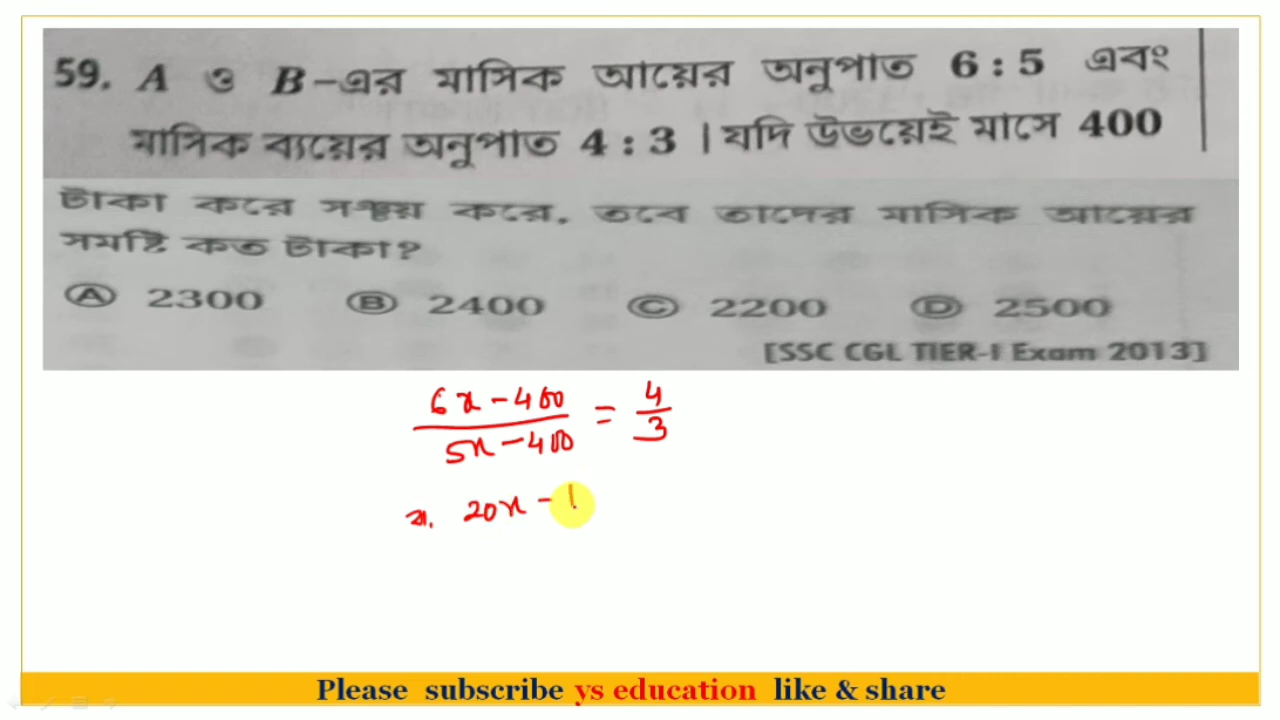 59. A ও B-এর মাসিক আয়ের অনুপাত 6 : 5 এবং
মাসিক ব্যয়ের অনুপাত 4 : 3 | যদি উভয়েই মাসে 400
টাকা করে সঞ্চয় করে, তবে তাদের মাসিক আয়ের
সমষ্টি কত টাকা?
A 2300 B 2400 C 2200 D 2500
[SSC CGL TIER-I Exam 2013]
6x - 400
5x - 400
= 4/3
বা, 20x -
Please subscribe ys education like & share